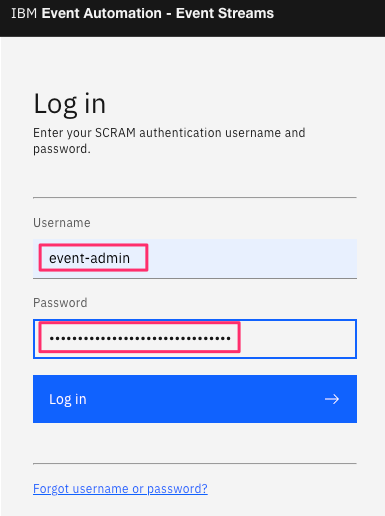 IBM Event Automation - Event Streams
Log in
Enter your SCRAM authentication username and
password.
Username
event-admin
Password
••••••••••••••••••••••••••••••••
Log in
Forgot username or password?